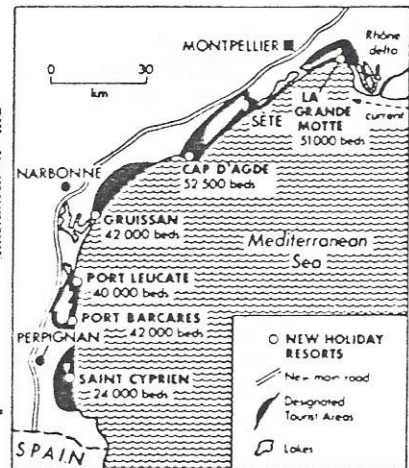 MONTPELLIER
Rhône
delta
0 30
km
LA
GRANDE
MOTTE
51000 beds
current
SÈTE
CAP D'AGDE
52 500 beds
NARBONNE
GRUISSAN
42 000 beds
Mediterranean
Sea
PORT LEUCATE
40 000 beds
PORT BARCARES
42 000 beds
PERPIGNAN
SAINT CYPRIEN
24 000 beds
SPAIN
NEW HOLIDAY
RESORTS
New main road
Designated
Tourist Areas
Lakes